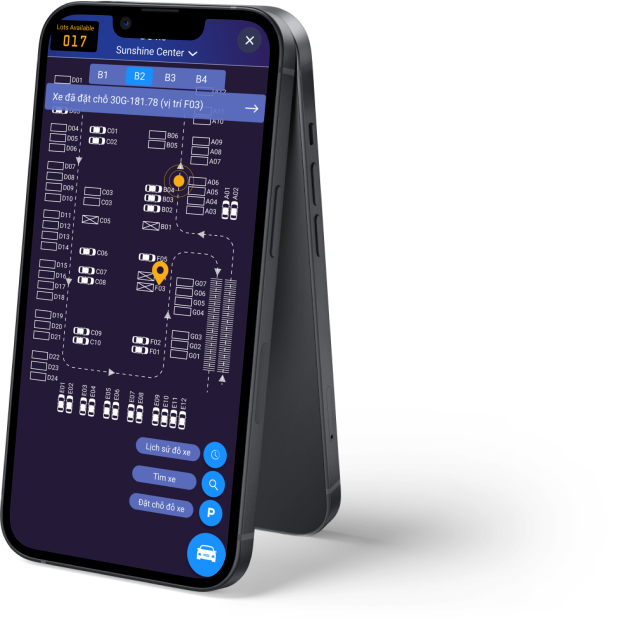 Lots Available
017
Sunshine Center
B1 B2 B3 B4
D01
Xe đã đặt chỗ 30G-181.78 (vị trí F03)
A10
D04 C01 B06 A09
D05 C02 B05 A08
D06 A07
D07
D08 A06
D09 C03 B04 A05 A01 A02
D10 C03 B03 A04
B02 A03
D11 C05 B01
D12
D13
D14 C06 F05
D15 C07
D16 C08 F03 G07
D17 G06
D18 G05
G04
D19
D20 C09 F02 G03
D21 C10 F01 G02
G01
D22
D23
D24
E01 E02 E03 E04 E05 E06 E07 E08 E09 E10 E11 E12
Lịch sử đỗ xe
Tìm xe
Đặt chỗ đỗ xe
P